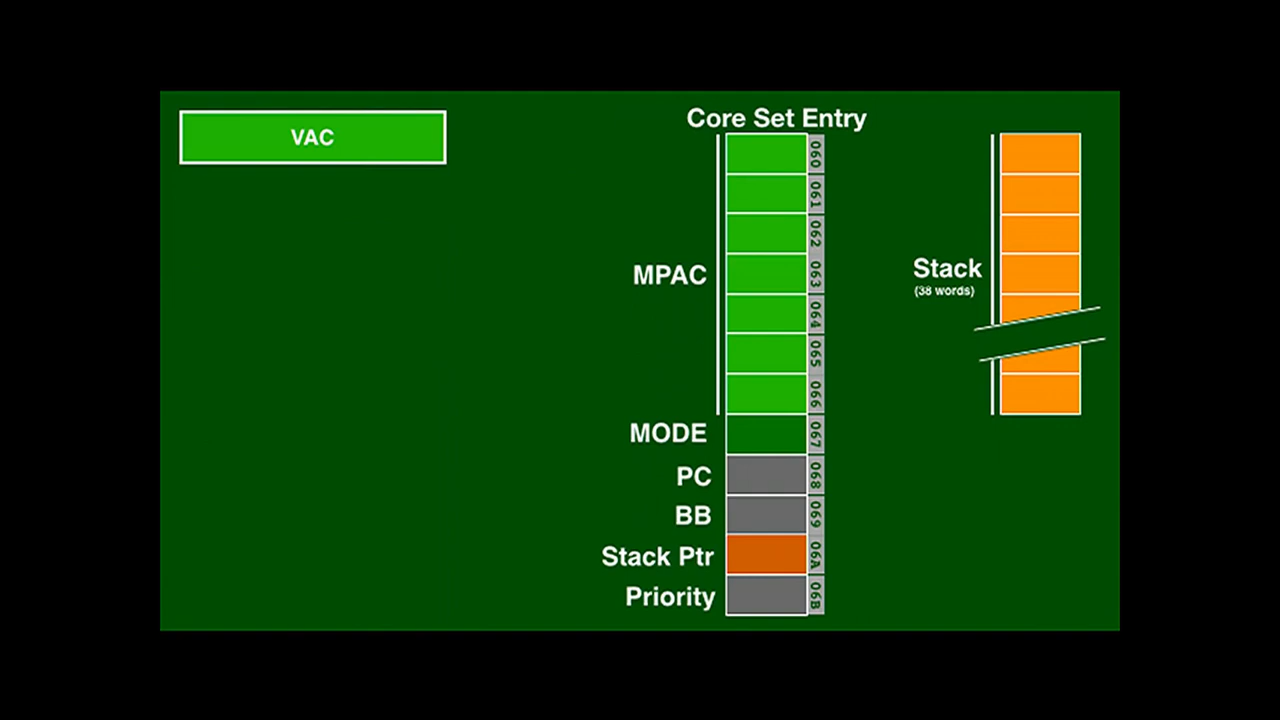 VAC
Core Set Entry
060
061
062
063
064
065
066
067
068
069
06A
06B
MPAC
MODE
PC
BB
Stack Ptr
Priority
Stack
(38 words)